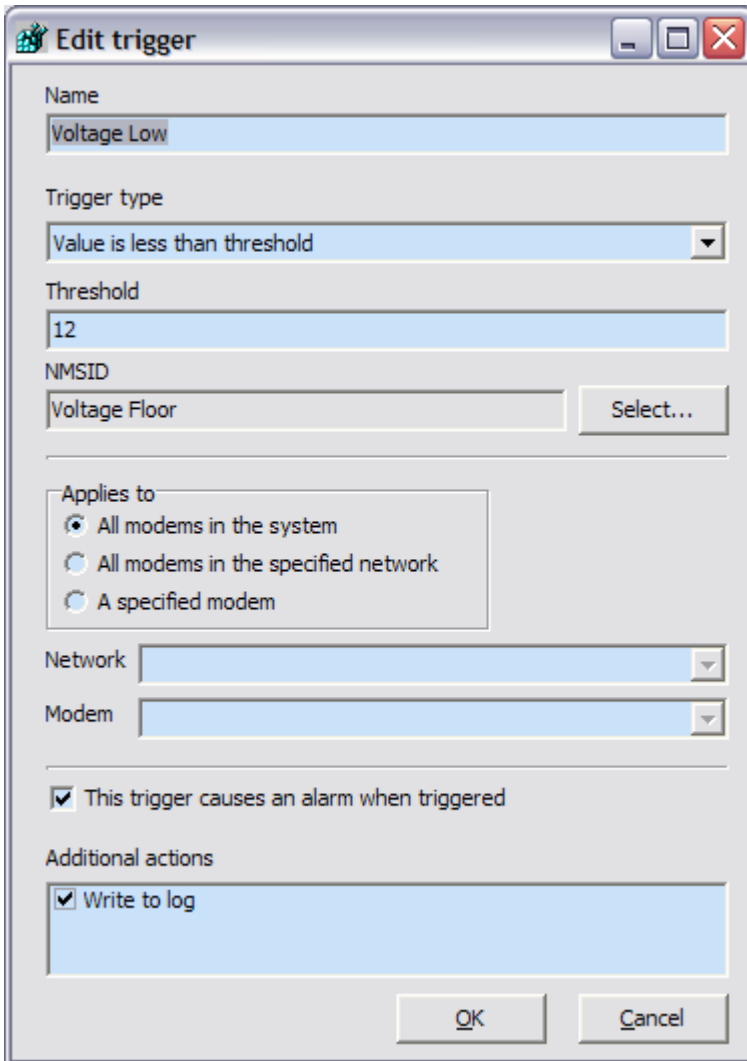 Edit trigger
Name
Voltage Low
Trigger type
Value is less than threshold
Threshold
12
NMSID
Voltage Floor
Select...
Applies to
All modems in the system
All modems in the specified network
A specified modem
Network
Modem
This trigger causes an alarm when triggered
Additional actions
Write to log
OK
Cancel